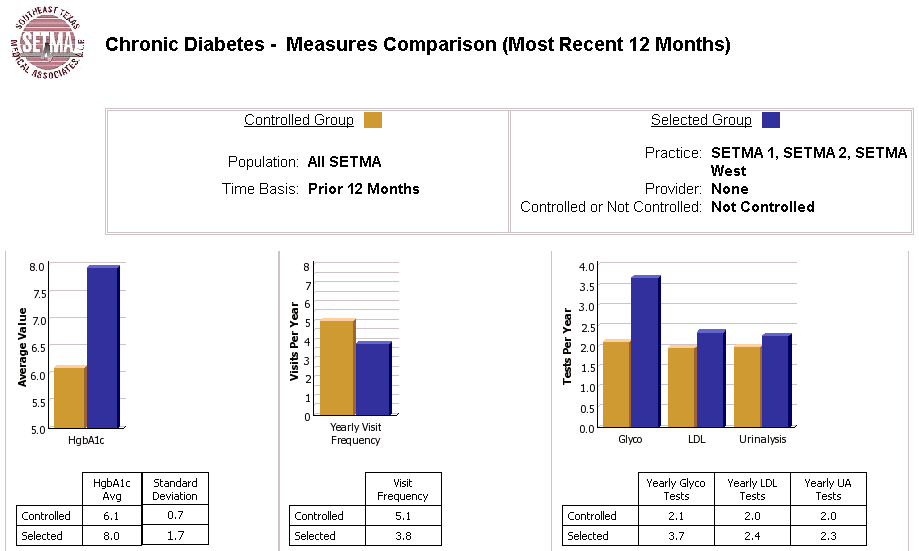 SOUTHEAST TEXAS
SETMA
MEDICAL ASSOCIATES, L.L.P.
Chronic Diabetes - Measures Comparison (Most Recent 12 Months)
Controlled Group
Population: All SETMA
Time Basis: Prior 12 Months
Selected Group
Practice: SETMA 1, SETMA 2, SETMA
West
Provider: None
Controlled or Not Controlled: Not Controlled
Average Value
8.0
7.5
7.0
6.5
6.0
5.5
5.0
HgbA1c
Visits Per Year
8
7
6
5
4
3
2
1
0
Yearly Visit
Frequency
Tests Per Year
4.0
3.5
3.0
2.5
2.0
1.5
1.0
0.5
0.0
Glyco LDL Urinalysis
HgbA1c Standard
Avg Deviation
Controlled 6.1 0.7
Selected 8.0 1.7
Visit
Frequency
Controlled 5.1
Selected 3.8
Yearly Glyco Yearly LDL Yearly UA
Tests Tests Tests
Controlled 2.1 2.0 2.0
Selected 3.7 2.4 2.3